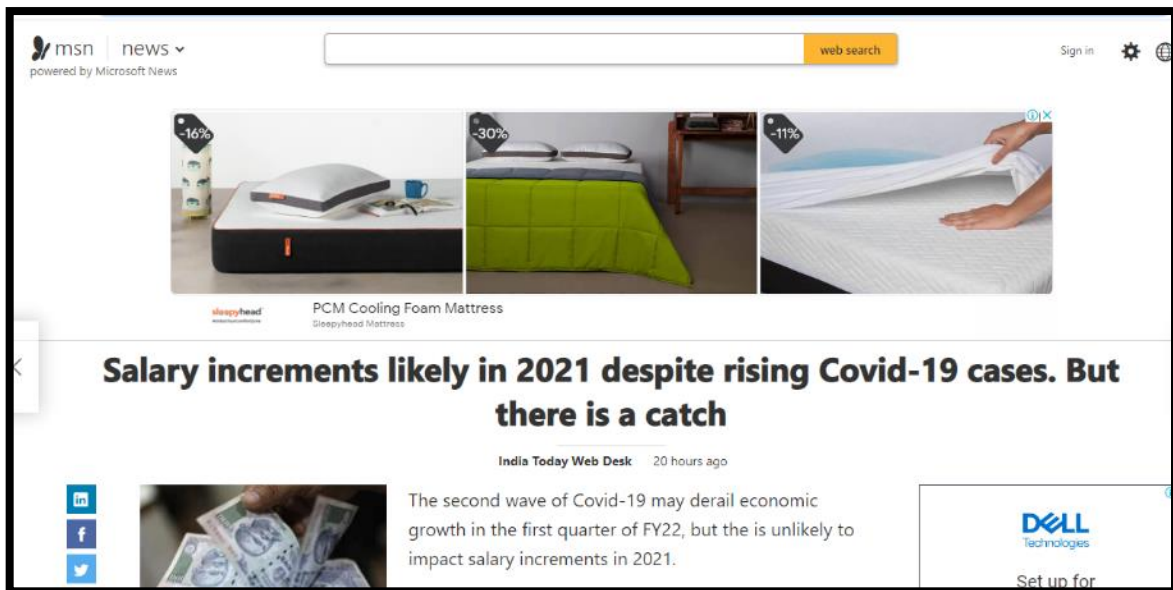 msn news
web search
Sign in
powered by Microsoft News
-16%
-30%
-11%
sleepyhead
PCM Cooling Foam Mattress
Sleepyhead Mattress
Salary increments likely in 2021 despite rising Covid-19 cases. But
there is a catch
India Today Web Desk 20 hours ago
in
f
The second wave of Covid-19 may derail economic
growth in the first quarter of FY22, but the is unlikely to
impact salary increments in 2021.
DELL
Technologies
Set up for